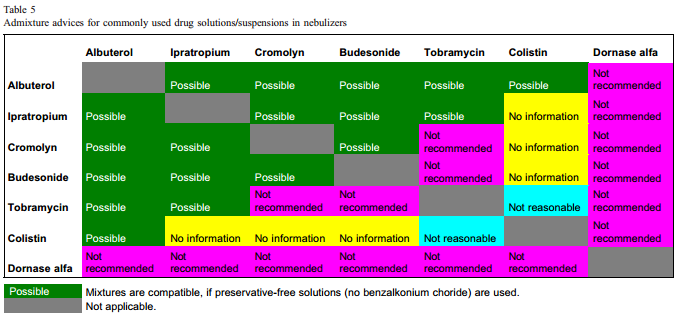 Table 5
Admixture advices for commonly used drug solutions/suspensions in nebulizers
Albuterol Ipratropium Cromolyn Budesonide Tobramycin Colistin Dornase alfa
Albuterol Possible Possible Possible Possible Possible Not recommended
Ipratropium Possible Possible Possible Possible No information Not recommended
Cromolyn Possible Possible Possible Not recommended No information Not recommended
Budesonide Possible Possible Possible Not recommended No information Not recommended
Tobramycin Possible Possible Not recommended Not recommended Not reasonable Not recommended
Colistin Possible No information No information No information Not reasonable Not recommended
Dornase alfa Not recommended Not recommended Not recommended Not recommended Not recommended Not recommended
Possible Mixtures are compatible, if preservative-free solutions (no benzalkonium choride) are used.
Not applicable.